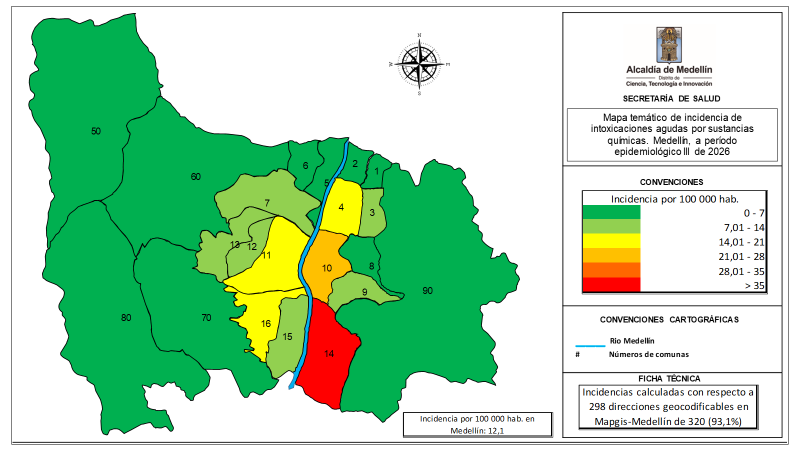 N
W
E
S
50
60
6
5
2
1
7
4
3
13
12
11
8
10
9
90
80
70
16
15
14
Incidencia por 100 000 hab. en
Medellín: 12,1
Alcaldía de Medellín
Distrito de
Ciencia, Tecnología e Innovación
SECRETARÍA DE SALUD
Mapa temático de incidencia de
intoxicaciones agudas por sustancias
químicas. Medellín, a período
epidemiológico III de 2026
CONVENCIONES
Incidencia por 100 000 hab.
0 - 7
7,01 - 14
14,01 - 21
21,01 - 28
28,01 - 35
> 35
CONVENCIONES CARTOGRÁFICAS
Rio Medellín
# Números de comunas
FICHA TÉCNICA
Incidencias calculadas con respecto a
298 direcciones geocodificables en
Mapgis-Medellín de 320 (93,1%)